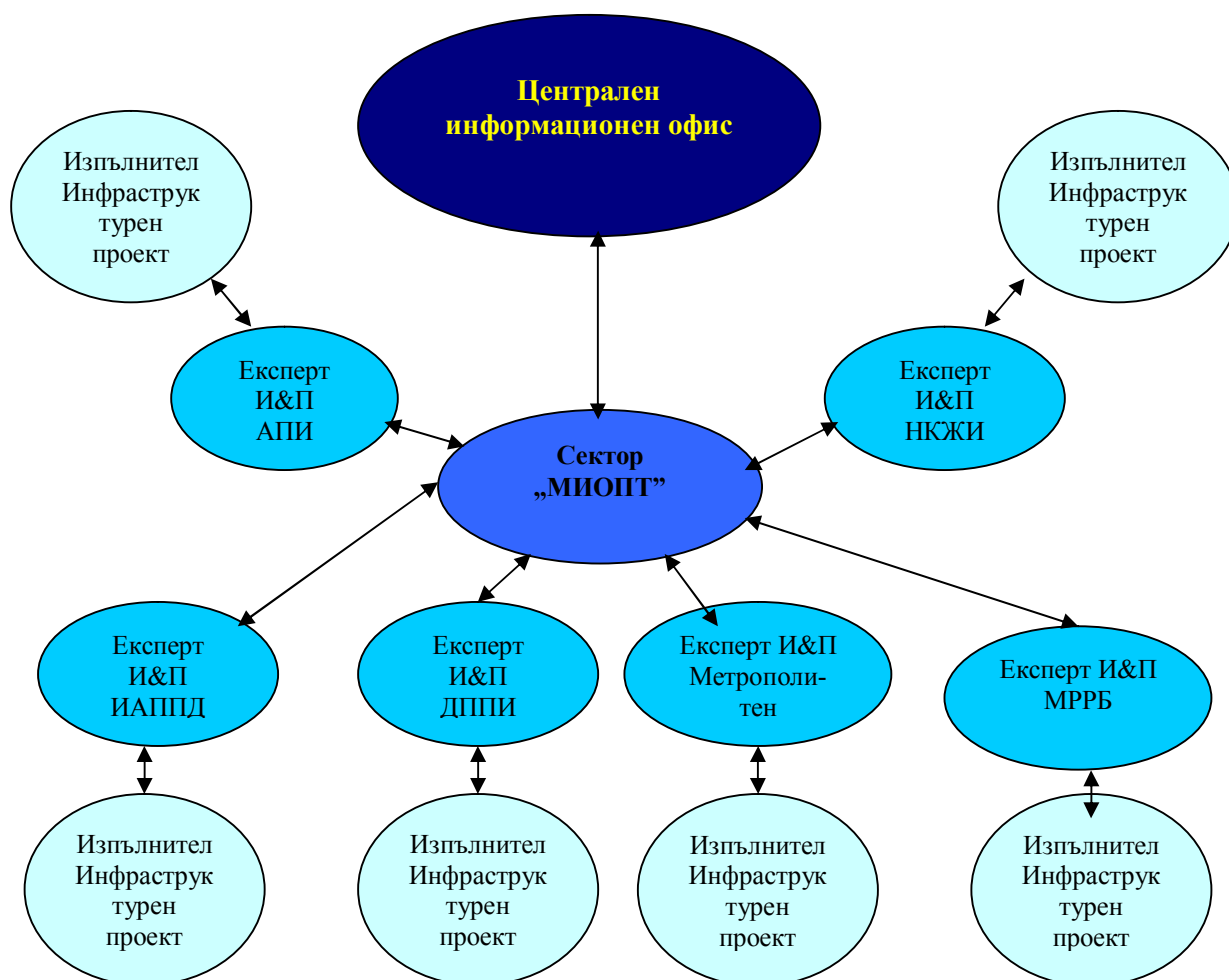 Централен
информационен офис
Изпълнител
Инфраструк
турен
проект
Изпълнител
Инфраструк
турен
проект
Експерт
И&П
АПИ
Експерт
И&П
НКЖИ
Сектор
„МИОПТ”
Експерт
И&П
ИАППД
Експерт
И&П
ДППИ
Експерт И&П
Метрополи-
тен
Експерт И&П
МРРБ
Изпълнител
Инфраструк
турен
проект
Изпълнител
Инфраструк
турен
проект
Изпълнител
Инфраструк
турен
проект
Изпълнител
Инфраструк
турен
проект